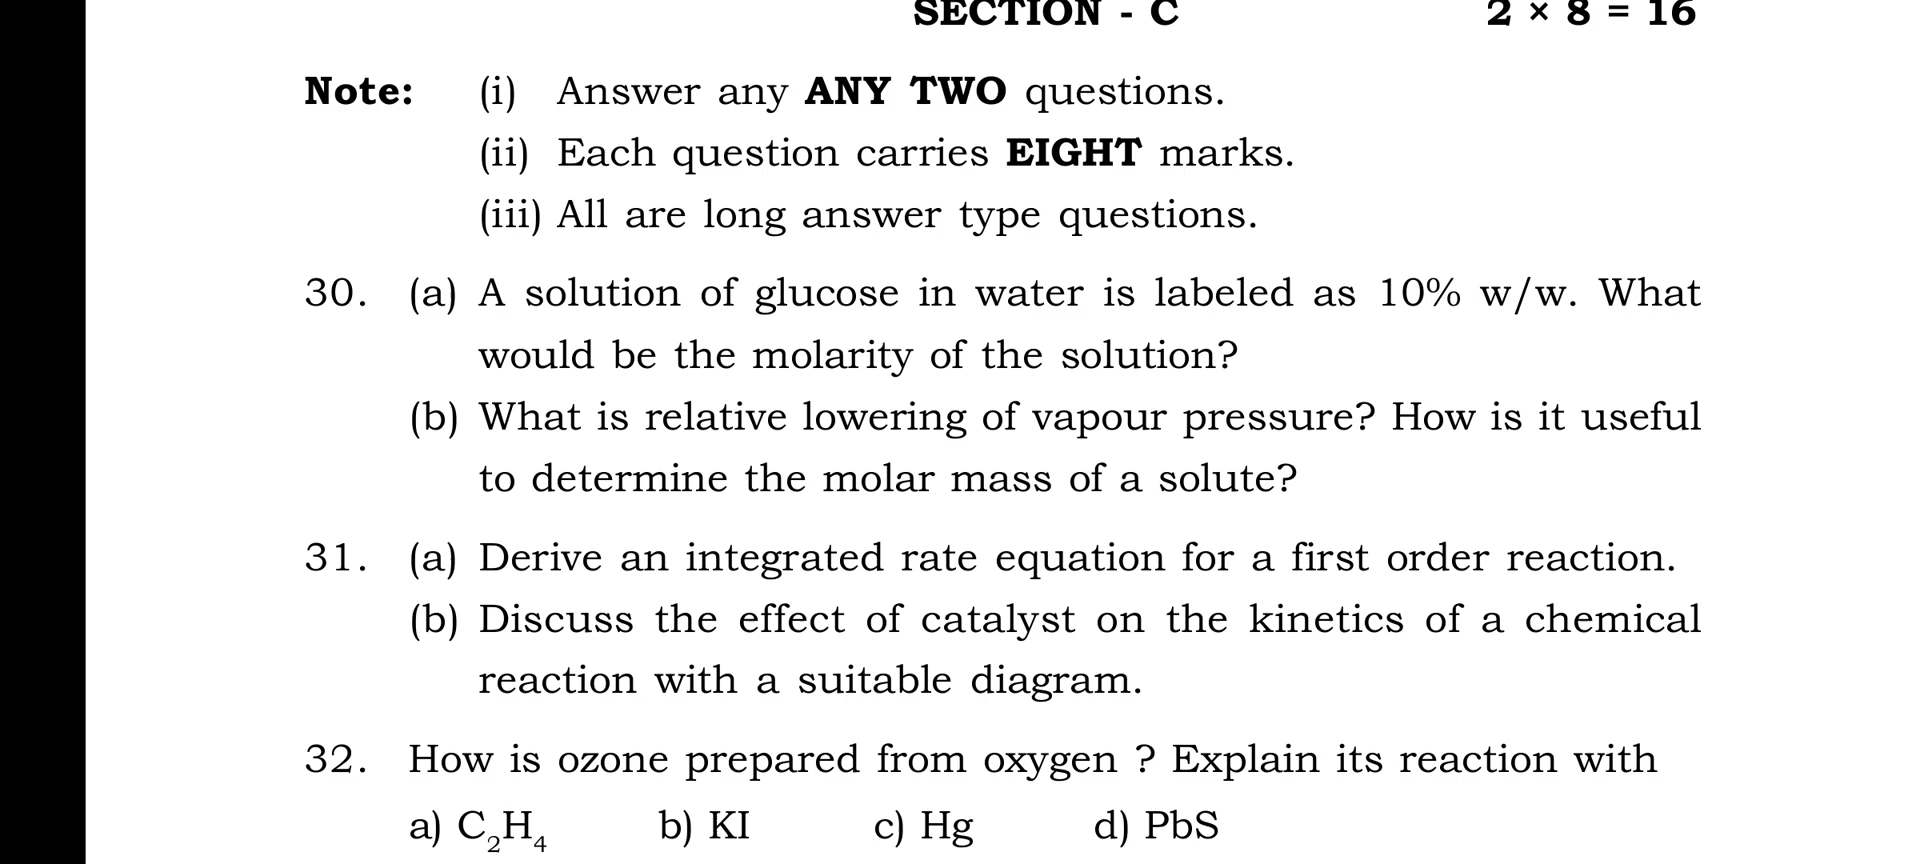 SECTION - C 2 × 8 = 16
Note: (i) Answer any ANY TWO questions.
(ii) Each question carries EIGHT marks.
(iii) All are long answer type questions.
30. (a) A solution of glucose in water is labeled as 10% w/w. What
would be the molarity of the solution?
(b) What is relative lowering of vapour pressure? How is it useful
to determine the molar mass of a solute?
31. (a) Derive an integrated rate equation for a first order reaction.
(b) Discuss the effect of catalyst on the kinetics of a chemical
reaction with a suitable diagram.
32. How is ozone prepared from oxygen ? Explain its reaction with
a) C₂H₄ b) KI c) Hg d) PbS